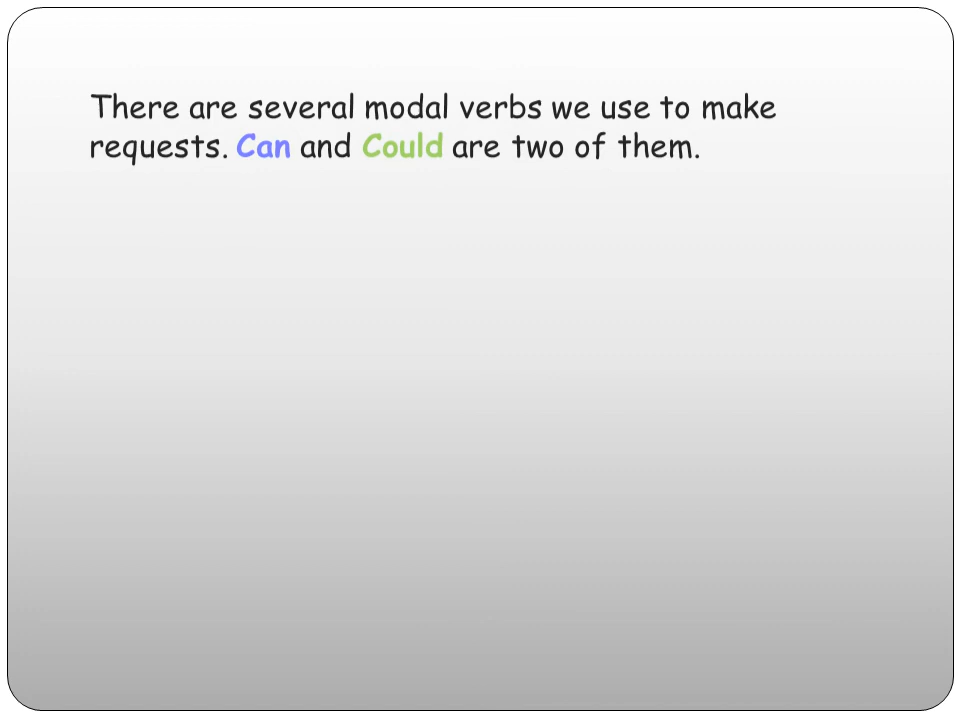 There are several modal verbs we use to make
requests. Can and Could are two of them.